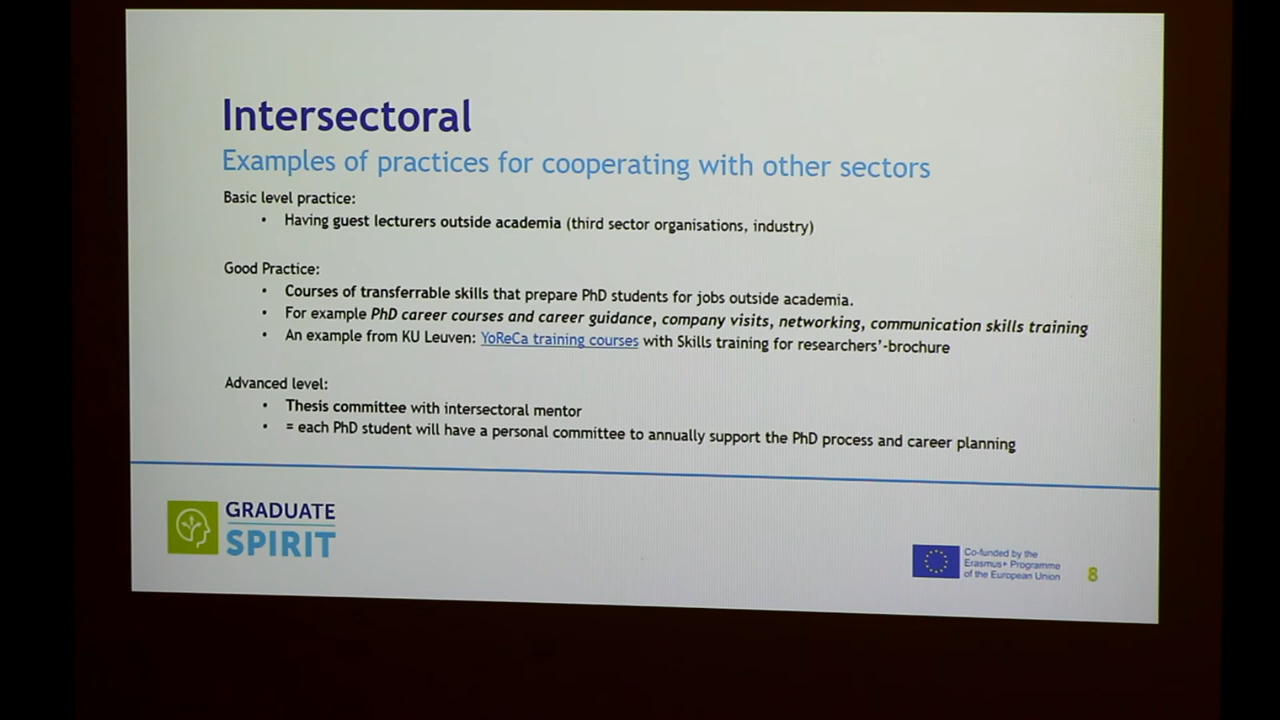 Intersectoral
Examples of practices for cooperating with other sectors
Basic level practice:
• Having guest lecturers outside academia (third sector organisations, industry)
Good Practice:
• Courses of transferrable skills that prepare PhD students for jobs outside academia.
• For example PhD career courses and career guidance, company visits, networking, communication skills training
• An example from KU Leuven: YoReCa training courses with Skills training for researchers’-brochure
Advanced level:
• Thesis committee with intersectoral mentor
• = each PhD student will have a personal committee to annually support the PhD process and career planning
GRADUATE
SPIRIT
Co-funded by the
Erasmus+ Programme
of the European Union
8